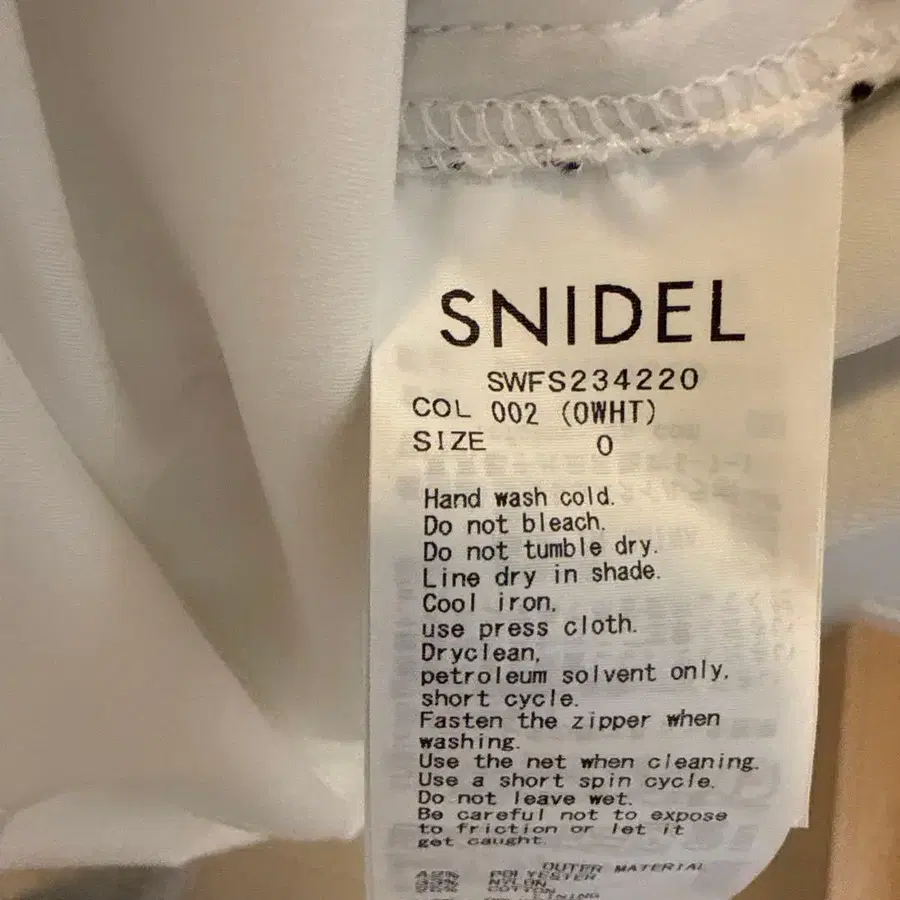 SNIDEL
SWFS234220
COL 002 (OWHT)
SIZE 0
Hand wash cold.
Do not bleach.
Do not tumble dry.
Line dry in shade.
Cool iron,
use press cloth.
Dryclean,
petroleum solvent only,
short cycle.
Fasten the zipper when
washing.
Use the net when cleaning.
Use a short spin cycle.
Do not leave wet.
Be careful not to expose
to friction or let it
get caught.
OUTER MATERIAL
POLYESTER
NYLON
COTTON
LINING